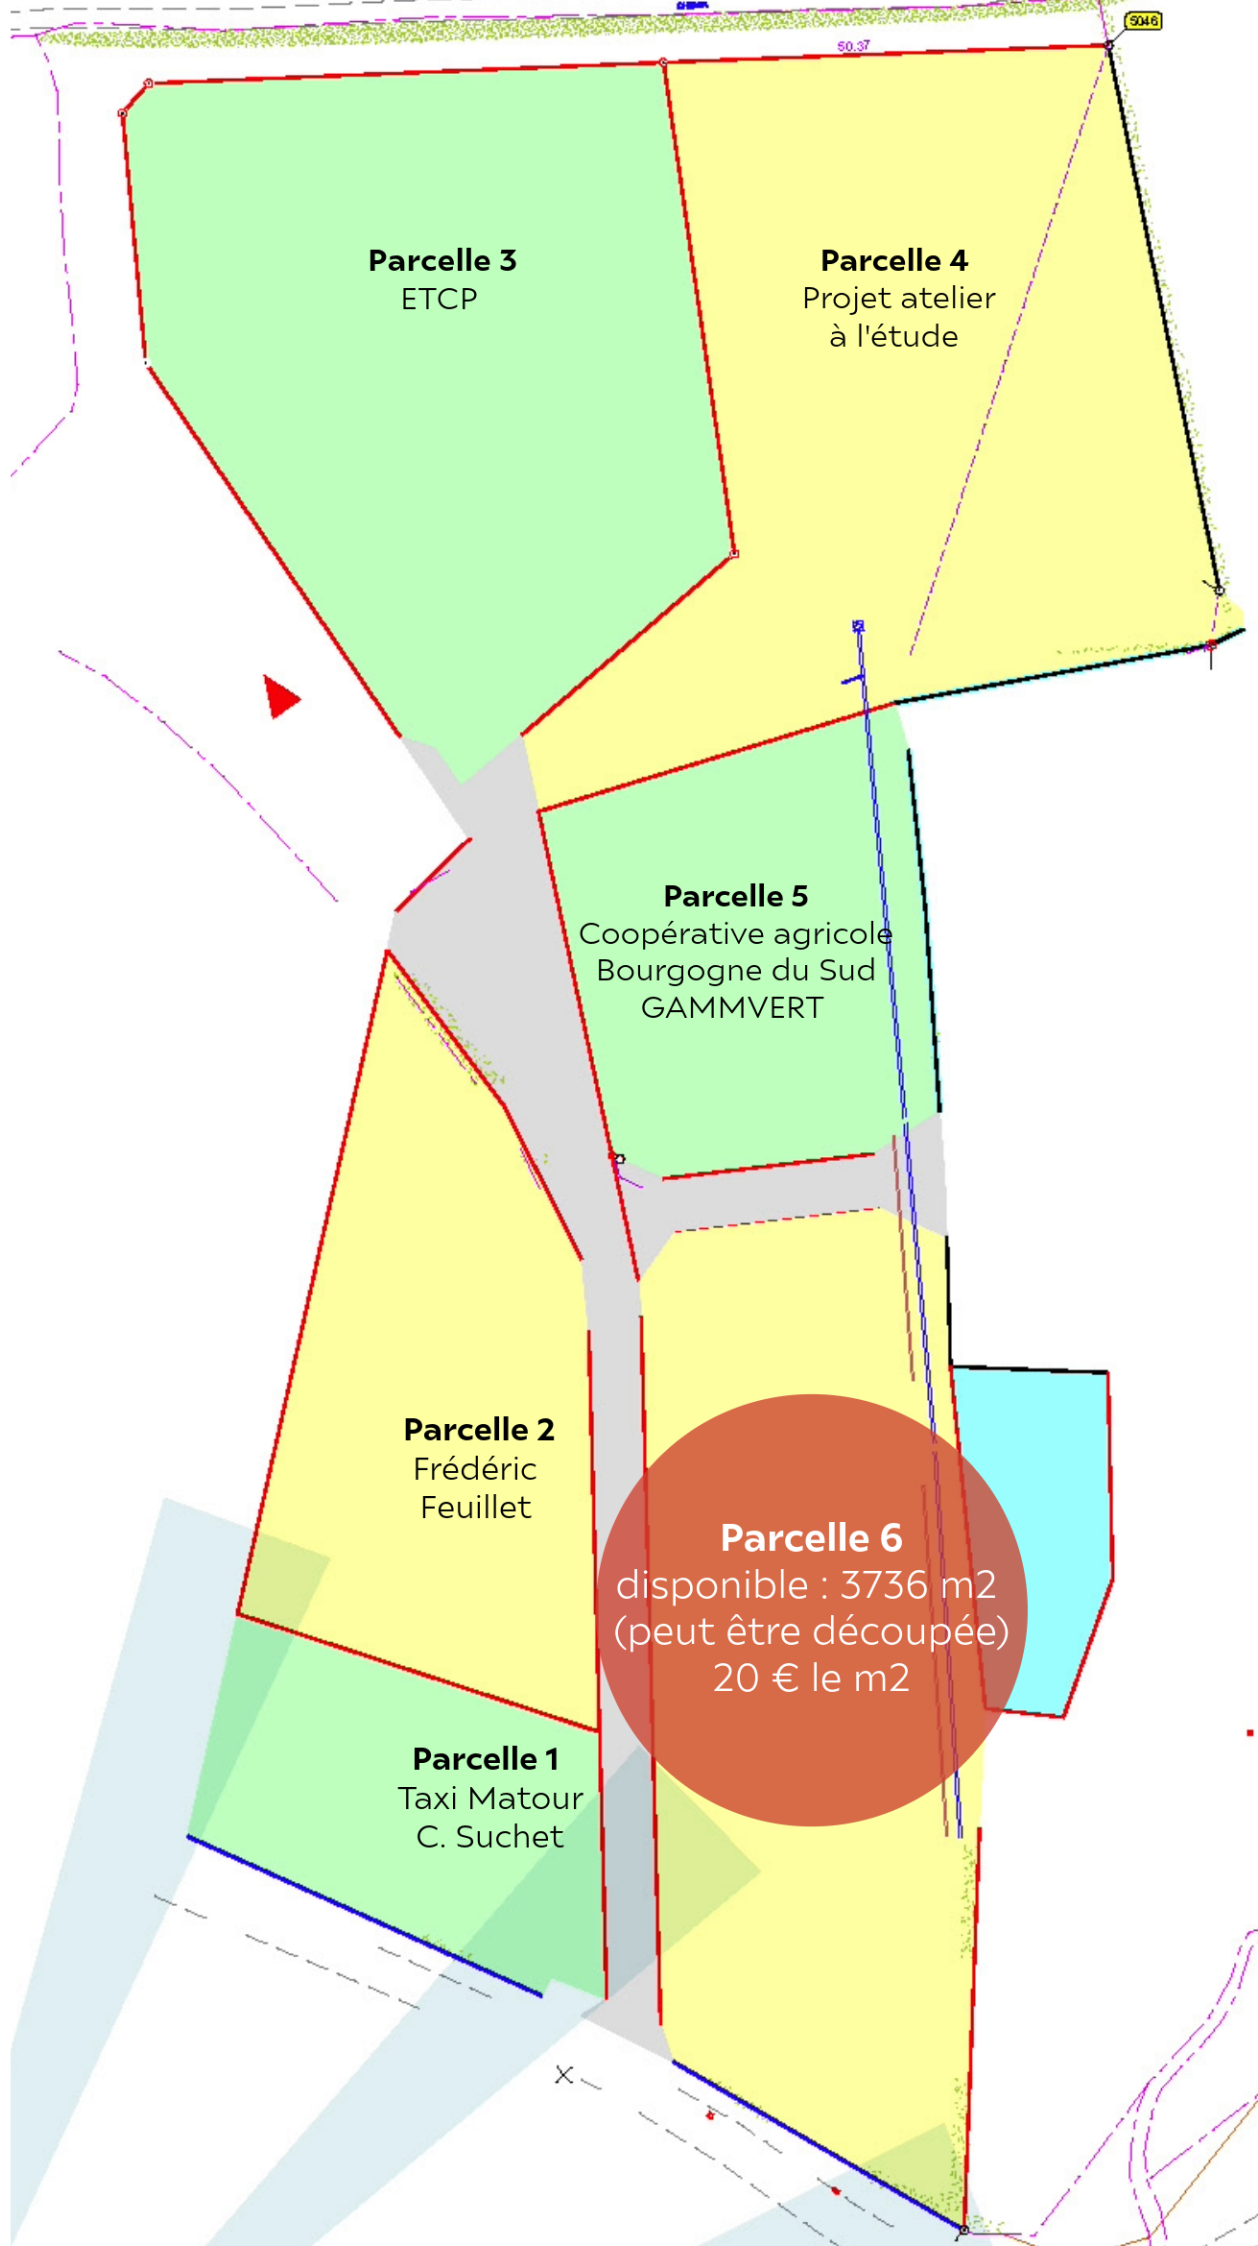 5046
50.37
Parcelle 3
ETCP
Parcelle 4
Projet atelier
à l'étude
Parcelle 5
Coopérative agricole
Bourgogne du Sud
GAMMVERT
Parcelle 2
Frédéric
Feuillet
Parcelle 6
disponible : 3736 m2
(peut être découpée)
20 € le m2
Parcelle 1
Taxi Matour
C. Suchet